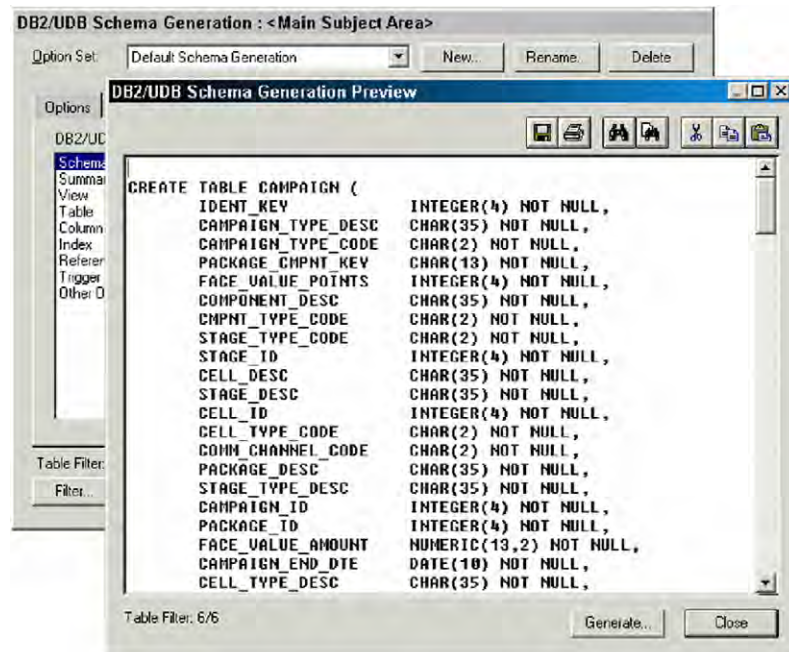 DB2/UDB Schema Generation : <Main Subject Area>
Option Set: Default Schema Generation New... Rename. Delete
Options
DB2/UDB Schema Generation Preview
DB2/UD
Schema
Summar
View
Table
Column
Index
Referer
Trigger
Other O
CREATE TABLE CAMPAIGN (
IDENT_KEY INTEGER(4) NOT NULL,
CAMPAIGN_TYPE_DESC CHAR(35) NOT NULL,
CAMPAIGN_TYPE_CODE CHAR(2) NOT NULL,
PACKAGE_CMPNT_KEY CHAR(13) NOT NULL,
FACE_VALUE_POINTS INTEGER(4) NOT NULL,
COMPONENT_DESC CHAR(35) NOT NULL,
CMPNT_TYPE_CODE CHAR(2) NOT NULL,
STAGE_TYPE_CODE CHAR(2) NOT NULL,
STAGE_ID INTEGER(4) NOT NULL,
CELL_DESC CHAR(35) NOT NULL,
STAGE_DESC CHAR(35) NOT NULL,
CELL_ID INTEGER(4) NOT NULL,
CELL_TYPE_CODE CHAR(2) NOT NULL,
COMM_CHANNEL_CODE CHAR(2) NOT NULL,
PACKAGE_DESC CHAR(35) NOT NULL,
STAGE_TYPE_DESC CHAR(35) NOT NULL,
CAMPAIGN_ID INTEGER(4) NOT NULL,
PACKAGE_ID INTEGER(4) NOT NULL,
FACE_VALUE_AMOUNT NUMERIC(13,2) NOT NULL,
CAMPAIGN_END_DTE DATE(10) NOT NULL,
CELL_TYPE_DESC CHAR(35) NOT NULL,
Table Filter:
Filter...
Table Filter: 6/6
Generate... Close